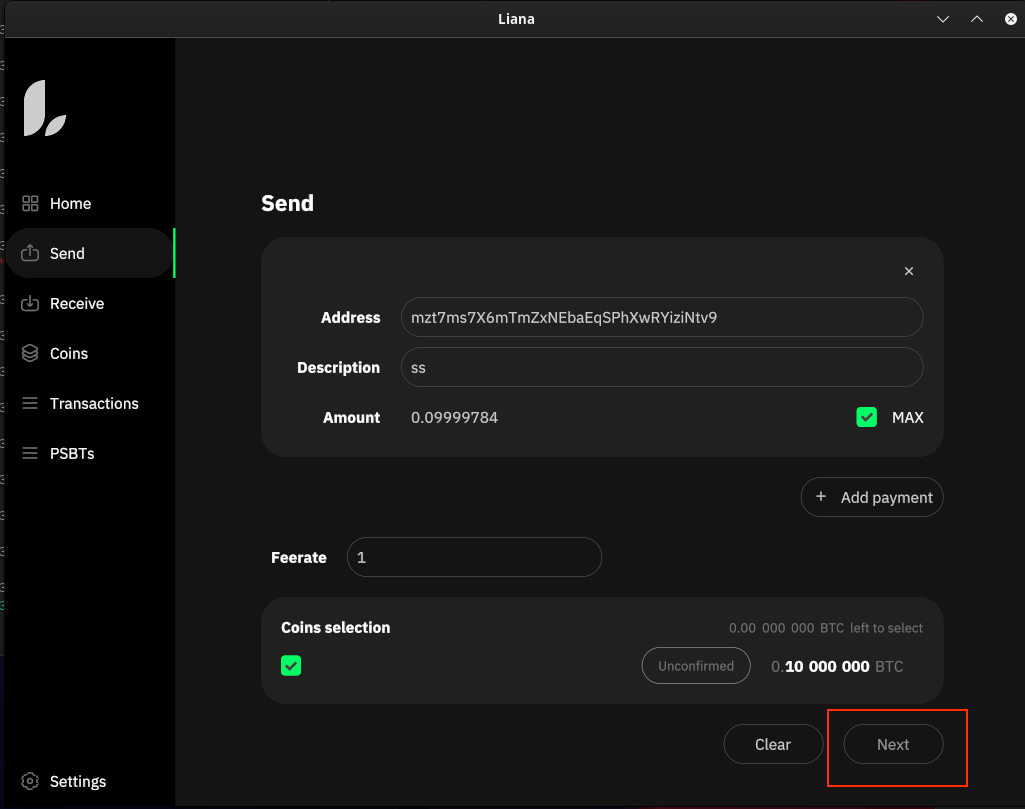 Liana
Home
Send
Receive
Coins
Transactions
PSBTs
Settings
Send
Address mzt7ms7X6mTmZxNEbaEqSPhXwRYiziNtv9
Description ss
Amount 0.09999784 MAX
+ Add payment
Feerate 1
Coins selection 0.00 000 000 BTC left to select
Unconfirmed 0.10 000 000 BTC
Clear Next